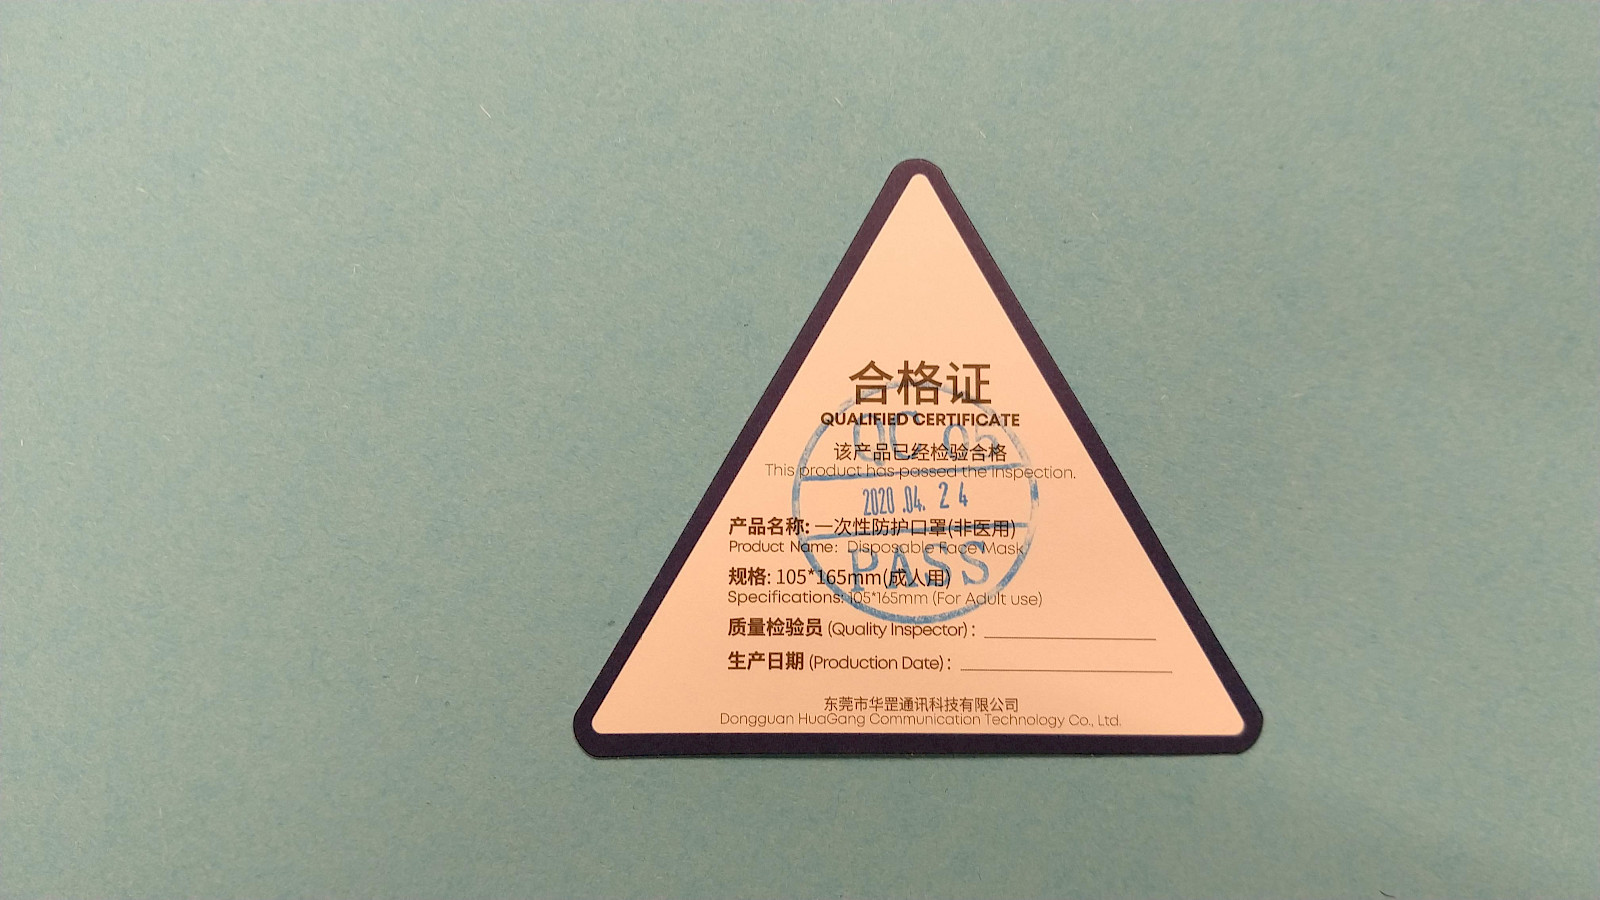 合格证
QUALIFIED CERTIFICATE
QC 05
该产品已经检验合格
This product has passed the inspection.
2020.04.24
产品名称: 一次性防护口罩(非医用)
Product Name: Disposable Face Mask
PASS
规格: 105*165mm(成人用)
Specifications: 105*165mm (For Adult use)
质量检验员 (Quality Inspector):
生产日期 (Production Date):
东莞市华罡通讯科技有限公司
Dongguan HuaGang Communication Technology Co., Ltd.